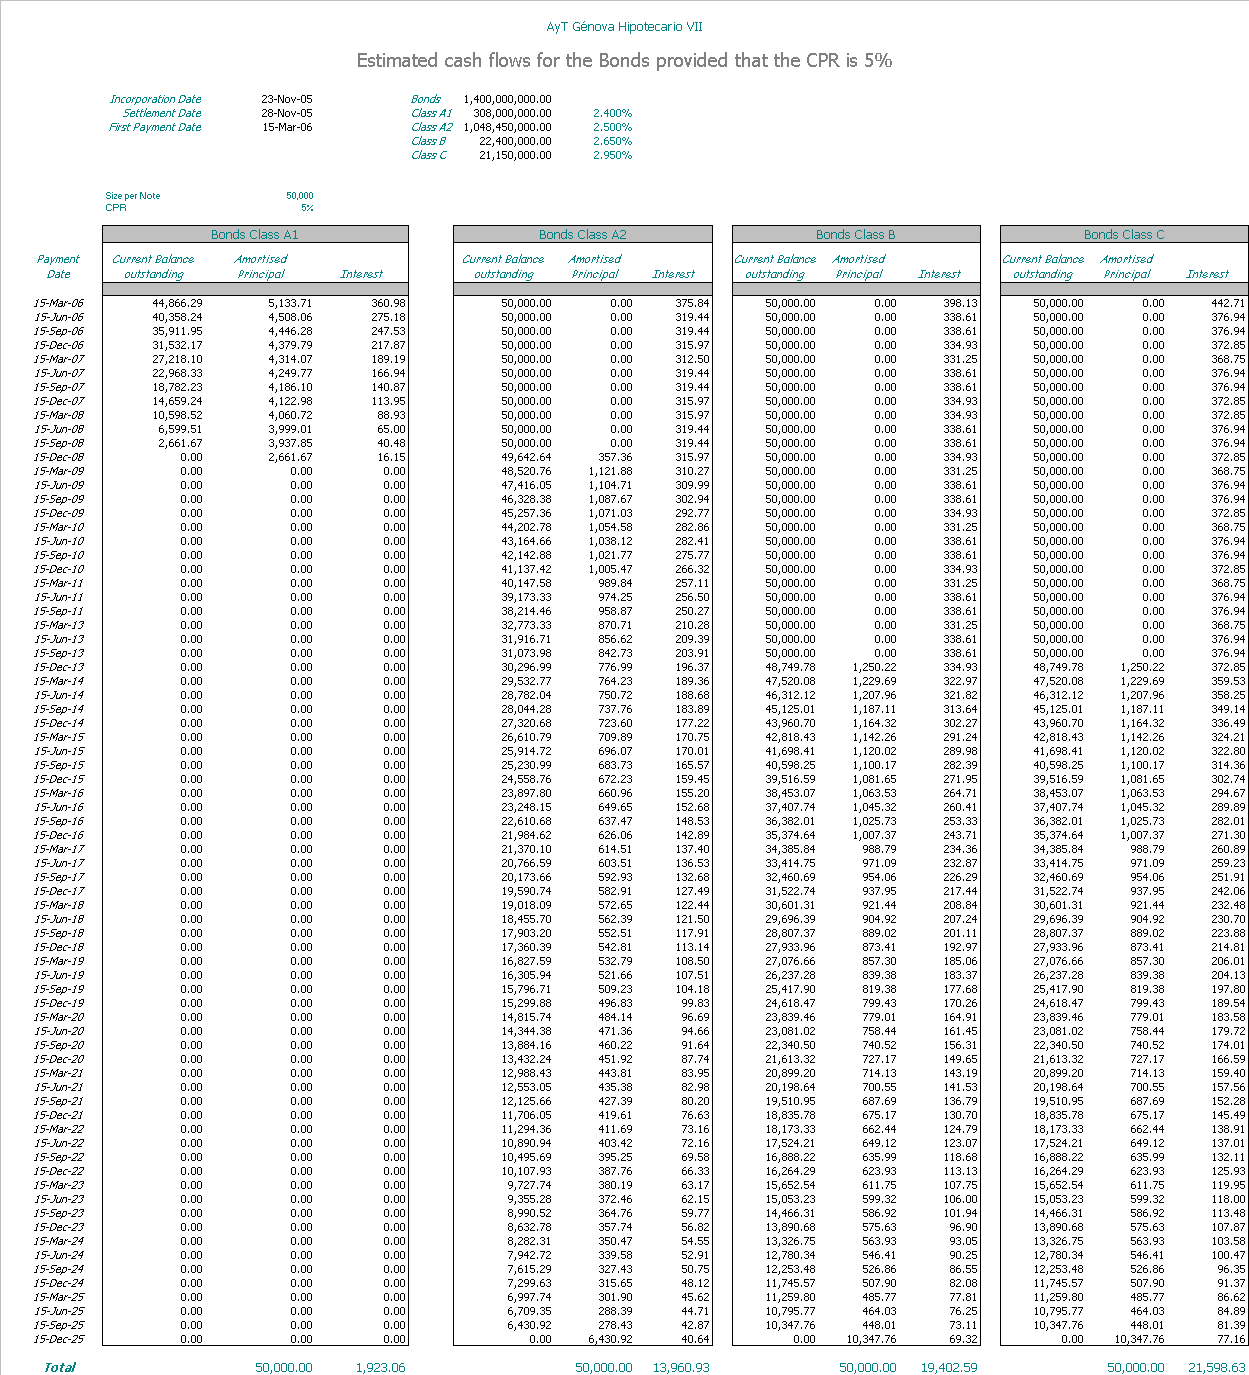 AyT Génova Hipotecario VII
Estimated cash flows for the Bonds provided that the CPR is 5%
Incorporation Date 23-Nov-05 Bonds 1,400,000,000.00
Settlement Date 28-Nov-05 Class A1 308,000,000.00 2.400%
First Payment Date 15-Mar-06 Class A2 1,048,450,000.00 2.500%
Class B 22,400,000.00 2.650%
Class C 21,150,000.00 2.950%
Size per Note 50,000
CPR 5%
Bonds Class A1 Bonds Class A2 Bonds Class B Bonds Class C
Payment Current Balance Amortised Current Balance Amortised Current Balance Amortised Current Balance Amortised
Date outstanding Principal Interest outstanding Principal Interest outstanding Principal Interest outstanding Principal Interest
15-Mar-06 44,866.29 5,133.71 360.98 50,000.00 0.00 375.84 50,000.00 0.00 398.13 50,000.00 0.00 442.71
15-Jun-06 40,358.24 4,508.06 275.18 50,000.00 0.00 319.44 50,000.00 0.00 338.61 50,000.00 0.00 376.94
15-Sep-06 35,911.95 4,446.28 247.53 50,000.00 0.00 319.44 50,000.00 0.00 338.61 50,000.00 0.00 376.94
15-Dec-06 31,532.17 4,379.79 217.87 50,000.00 0.00 315.97 50,000.00 0.00 334.93 50,000.00 0.00 372.85
15-Mar-07 27,218.10 4,314.07 189.19 50,000.00 0.00 312.50 50,000.00 0.00 331.25 50,000.00 0.00 368.75
15-Jun-07 22,968.33 4,249.77 166.94 50,000.00 0.00 319.44 50,000.00 0.00 338.61 50,000.00 0.00 376.94
15-Sep-07 18,782.23 4,186.10 140.87 50,000.00 0.00 319.44 50,000.00 0.00 338.61 50,000.00 0.00 376.94
15-Dec-07 14,659.24 4,122.98 113.95 50,000.00 0.00 315.97 50,000.00 0.00 334.93 50,000.00 0.00 372.85
15-Mar-08 10,598.52 4,060.72 88.93 50,000.00 0.00 315.97 50,000.00 0.00 334.93 50,000.00 0.00 372.85
15-Jun-08 6,599.51 3,999.01 65.00 50,000.00 0.00 319.44 50,000.00 0.00 338.61 50,000.00 0.00 376.94
15-Sep-08 2,661.67 3,937.85 40.48 50,000.00 0.00 319.44 50,000.00 0.00 338.61 50,000.00 0.00 376.94
15-Dec-08 0.00 2,661.67 16.15 49,642.64 357.36 315.97 50,000.00 0.00 334.93 50,000.00 0.00 372.85
15-Mar-09 0.00 0.00 0.00 48,520.76 1,121.88 310.27 50,000.00 0.00 331.25 50,000.00 0.00 368.75
15-Jun-09 0.00 0.00 0.00 47,416.05 1,104.71 309.99 50,000.00 0.00 338.61 50,000.00 0.00 376.94
15-Sep-09 0.00 0.00 0.00 46,328.38 1,087.67 302.94 50,000.00 0.00 338.61 50,000.00 0.00 376.94
15-Dec-09 0.00 0.00 0.00 45,257.36 1,071.03 292.77 50,000.00 0.00 334.93 50,000.00 0.00 372.85
15-Mar-10 0.00 0.00 0.00 44,202.78 1,054.58 282.86 50,000.00 0.00 331.25 50,000.00 0.00 368.75
15-Jun-10 0.00 0.00 0.00 43,164.66 1,038.12 282.41 50,000.00 0.00 338.61 50,000.00 0.00 376.94
15-Sep-10 0.00 0.00 0.00 42,142.88 1,021.77 275.77 50,000.00 0.00 338.61 50,000.00 0.00 376.94
15-Dec-10 0.00 0.00 0.00 41,137.42 1,005.47 266.32 50,000.00 0.00 334.93 50,000.00 0.00 372.85
15-Mar-11 0.00 0.00 0.00 40,147.58 989.84 257.11 50,000.00 0.00 331.25 50,000.00 0.00 368.75
15-Jun-11 0.00 0.00 0.00 39,173.33 974.25 256.50 50,000.00 0.00 338.61 50,000.00 0.00 376.94
15-Sep-11 0.00 0.00 0.00 38,214.46 958.87 250.27 50,000.00 0.00 338.61 50,000.00 0.00 376.94
15-Mar-13 0.00 0.00 0.00 32,773.33 870.71 210.28 50,000.00 0.00 331.25 50,000.00 0.00 368.75
15-Jun-13 0.00 0.00 0.00 31,916.71 856.62 209.39 50,000.00 0.00 338.61 50,000.00 0.00 376.94
15-Sep-13 0.00 0.00 0.00 31,073.98 842.73 203.91 50,000.00 0.00 338.61 50,000.00 0.00 376.94
15-Dec-13 0.00 0.00 0.00 30,296.99 776.99 196.37 48,749.78 1,250.22 334.93 48,749.78 1,250.22 372.85
15-Mar-14 0.00 0.00 0.00 29,532.77 764.23 189.36 47,520.08 1,229.69 322.97 47,520.08 1,229.69 359.53
15-Jun-14 0.00 0.00 0.00 28,782.04 750.72 188.68 46,312.12 1,207.96 321.82 46,312.12 1,207.96 358.25
15-Sep-14 0.00 0.00 0.00 28,044.28 737.76 183.89 45,125.01 1,187.11 313.64 45,125.01 1,187.11 349.14
15-Dec-14 0.00 0.00 0.00 27,320.68 723.60 177.22 43,960.70 1,164.32 302.27 43,960.70 1,164.32 336.49
15-Mar-15 0.00 0.00 0.00 26,610.79 709.89 170.75 42,818.43 1,142.26 291.24 42,818.43 1,142.26 324.21
15-Jun-15 0.00 0.00 0.00 25,914.72 696.07 170.01 41,698.41 1,120.02 289.98 41,698.41 1,120.02 322.80
15-Sep-15 0.00 0.00 0.00 25,230.99 683.73 165.57 40,598.25 1,100.17 282.39 40,598.25 1,100.17 314.36
15-Dec-15 0.00 0.00 0.00 24,558.76 672.23 159.45 39,516.59 1,081.65 271.95 39,516.59 1,081.65 302.74
15-Mar-16 0.00 0.00 0.00 23,897.80 660.96 155.20 38,453.07 1,063.53 264.71 38,453.07 1,063.53 294.67
15-Jun-16 0.00 0.00 0.00 23,248.15 649.65 152.68 37,407.74 1,045.32 260.41 37,407.74 1,045.32 289.89
15-Sep-16 0.00 0.00 0.00 22,610.68 637.47 148.53 36,382.01 1,025.73 253.33 36,382.01 1,025.73 282.01
15-Dec-16 0.00 0.00 0.00 21,984.62 626.06 142.89 35,374.64 1,007.37 243.71 35,374.64 1,007.37 271.30
15-Mar-17 0.00 0.00 0.00 21,370.10 614.51 137.40 34,385.84 988.79 234.36 34,385.84 988.79 260.89
15-Jun-17 0.00 0.00 0.00 20,766.59 603.51 136.53 33,414.75 971.09 232.87 33,414.75 971.09 259.23
15-Sep-17 0.00 0.00 0.00 20,173.66 592.93 132.68 32,460.69 954.06 226.29 32,460.69 954.06 251.91
15-Dec-17 0.00 0.00 0.00 19,590.74 582.91 127.49 31,522.74 937.95 217.44 31,522.74 937.95 242.06
15-Mar-18 0.00 0.00 0.00 19,018.09 572.65 122.44 30,601.31 921.44 208.84 30,601.31 921.44 232.48
15-Jun-18 0.00 0.00 0.00 18,455.70 562.39 121.50 29,696.39 904.92 207.24 29,696.39 904.92 230.70
15-Sep-18 0.00 0.00 0.00 17,903.20 552.51 117.91 28,807.37 889.02 201.11 28,807.37 889.02 223.88
15-Dec-18 0.00 0.00 0.00 17,360.39 542.81 113.14 27,933.96 873.41 192.97 27,933.96 873.41 214.81
15-Mar-19 0.00 0.00 0.00 16,827.59 532.79 108.50 27,076.66 857.30 185.06 27,076.66 857.30 206.01
15-Jun-19 0.00 0.00 0.00 16,305.94 521.66 107.51 26,237.28 839.38 183.37 26,237.28 839.38 204.13
15-Sep-19 0.00 0.00 0.00 15,796.71 509.23 104.18 25,417.90 819.38 177.68 25,417.90 819.38 197.80
15-Dec-19 0.00 0.00 0.00 15,299.88 496.83 99.83 24,618.47 799.43 170.26 24,618.47 799.43 189.54
15-Mar-20 0.00 0.00 0.00 14,815.74 484.14 96.69 23,839.46 779.01 164.91 23,839.46 779.01 183.58
15-Jun-20 0.00 0.00 0.00 14,344.38 471.36 94.66 23,081.02 758.44 161.45 23,081.02 758.44 179.72
15-Sep-20 0.00 0.00 0.00 13,884.16 460.22 91.64 22,340.50 740.52 156.31 22,340.50 740.52 174.01
15-Dec-20 0.00 0.00 0.00 13,432.24 451.92 87.74 21,613.32 727.17 149.65 21,613.32 727.17 166.59
15-Mar-21 0.00 0.00 0.00 12,988.43 443.81 83.95 20,899.20 714.13 143.19 20,899.20 714.13 159.40
15-Jun-21 0.00 0.00 0.00 12,553.05 435.38 82.98 20,198.64 700.55 141.53 20,198.64 700.55 157.56
15-Sep-21 0.00 0.00 0.00 12,125.66 427.39 80.20 19,510.95 687.69 136.79 19,510.95 687.69 152.28
15-Dec-21 0.00 0.00 0.00 11,706.05 419.61 76.63 18,835.78 675.17 130.70 18,835.78 675.17 145.49
15-Mar-22 0.00 0.00 0.00 11,294.36 411.69 73.16 18,173.33 662.44 124.79 18,173.33 662.44 138.91
15-Jun-22 0.00 0.00 0.00 10,890.94 403.42 72.16 17,524.21 649.12 123.07 17,524.21 649.12 137.01
15-Sep-22 0.00 0.00 0.00 10,495.69 395.25 69.58 16,888.22 635.99 118.68 16,888.22 635.99 132.11
15-Dec-22 0.00 0.00 0.00 10,107.93 387.76 66.33 16,264.29 623.93 113.13 16,264.29 623.93 125.93
15-Mar-23 0.00 0.00 0.00 9,727.74 380.19 63.17 15,652.54 611.75 107.75 15,652.54 611.75 119.95
15-Jun-23 0.00 0.00 0.00 9,355.28 372.46 62.15 15,053.23 599.32 106.00 15,053.23 599.32 118.00
15-Sep-23 0.00 0.00 0.00 8,990.52 364.76 59.77 14,466.31 586.92 101.94 14,466.31 586.92 113.48
15-Dec-23 0.00 0.00 0.00 8,632.78 357.74 56.82 13,890.68 575.63 96.90 13,890.68 575.63 107.87
15-Mar-24 0.00 0.00 0.00 8,282.31 350.47 54.55 13,326.75 563.93 93.05 13,326.75 563.93 103.58
15-Jun-24 0.00 0.00 0.00 7,942.72 339.58 52.91 12,780.34 546.41 90.25 12,780.34 546.41 100.47
15-Sep-24 0.00 0.00 0.00 7,615.29 327.43 50.75 12,253.48 526.86 86.55 12,253.48 526.86 96.35
15-Dec-24 0.00 0.00 0.00 7,299.63 315.65 48.12 11,745.57 507.90 82.08 11,745.57 507.90 91.37
15-Mar-25 0.00 0.00 0.00 6,997.74 301.90 45.62 11,259.80 485.77 77.81 11,259.80 485.77 86.62
15-Jun-25 0.00 0.00 0.00 6,709.35 288.39 44.71 10,795.77 464.03 76.25 10,795.77 464.03 84.89
15-Sep-25 0.00 0.00 0.00 6,430.92 278.43 42.87 10,347.76 448.01 73.11 10,347.76 448.01 81.39
15-Dec-25 0.00 0.00 0.00 0.00 6,430.92 40.64 0.00 10,347.76 69.32 0.00 10,347.76 77.16
Total 50,000.00 1,923.06 50,000.00 13,960.93 50,000.00 19,402.59 50,000.00 21,598.63